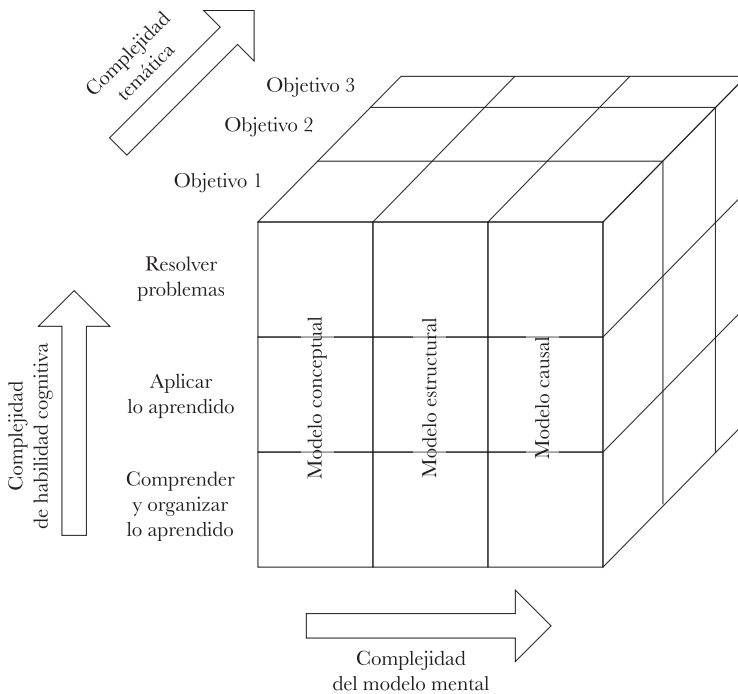 Complejidad
temática
Objetivo 3
Objetivo 2
Objetivo 1
Resolver
problemas
Aplicar
lo aprendido
Comprender
y organizar
lo aprendido
Complejidad
de habilidad cognitiva
Modelo conceptual
Modelo estructural
Modelo causal
Complejidad
del modelo mental